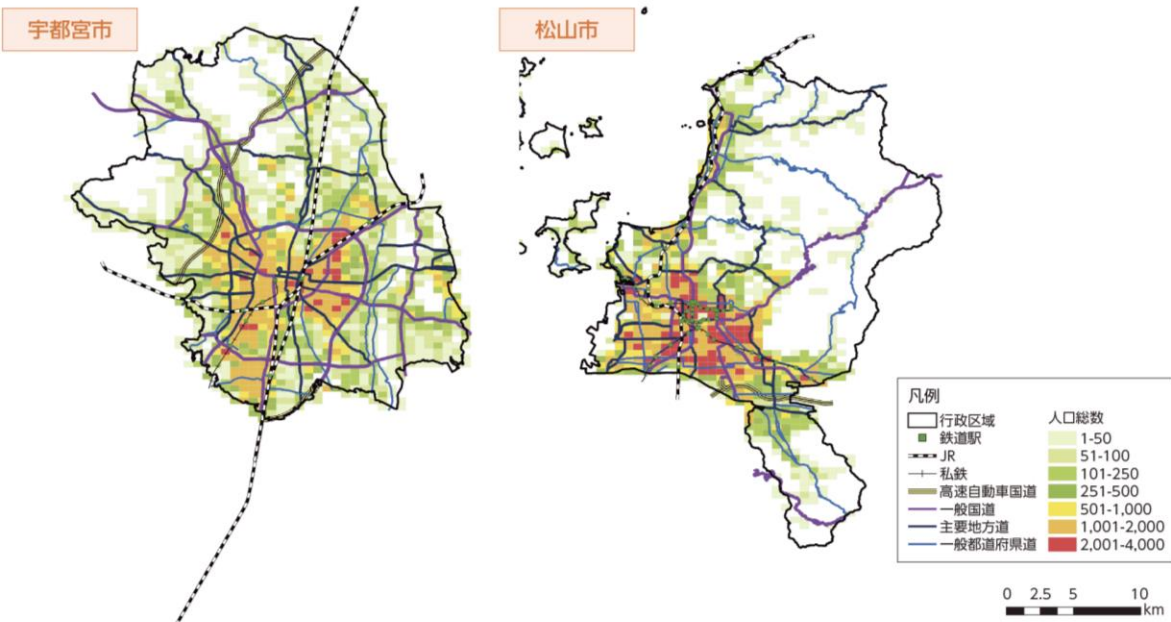 宇都宮市
松山市
凡例
行政区域
鉄道駅
JR
私鉄
高速自動車国道
一般国道
主要地方道
一般都道府県道
人口総数
1-50
51-100
101-250
251-500
501-1,000
1,001-2,000
2,001-4,000
0 2.5 5 10
km